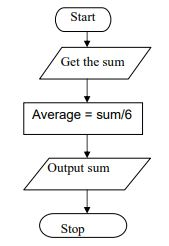 Start
Get the sum
Average = sum/6
Output sum
Stop